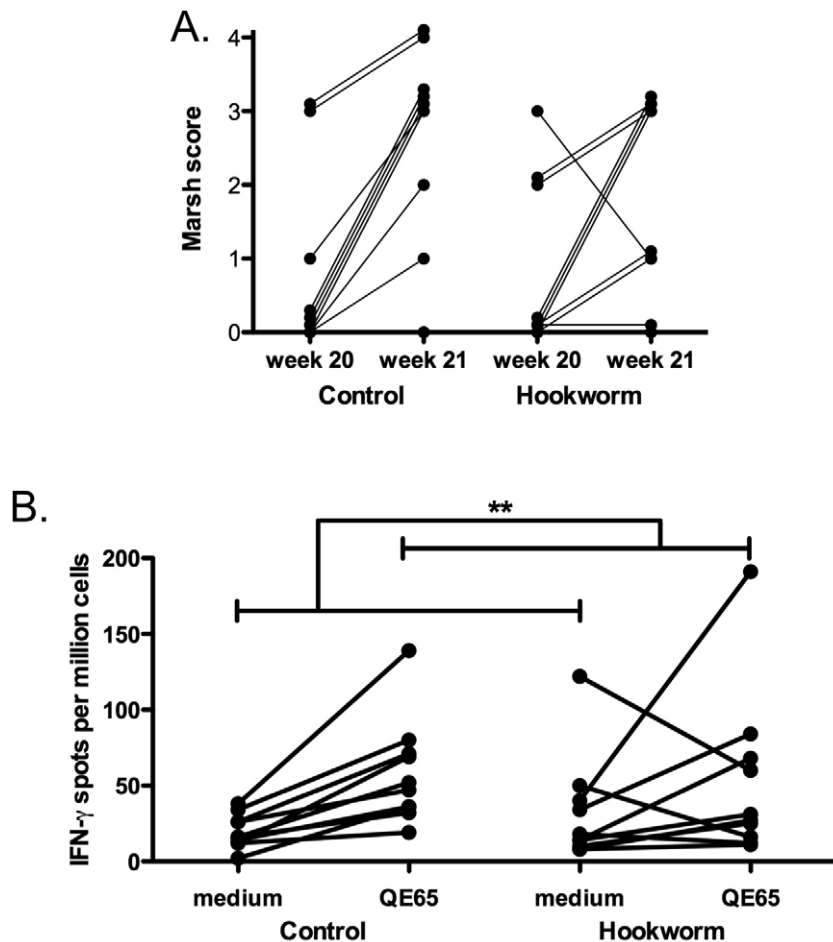 A.
Marsh score
4
3
2
1
0
week 20 week 21 week 20 week 21
Control Hookworm
B.
**
IFN-γ spots per million cells
200
150
100
50
0
medium QE65 medium QE65
Control Hookworm